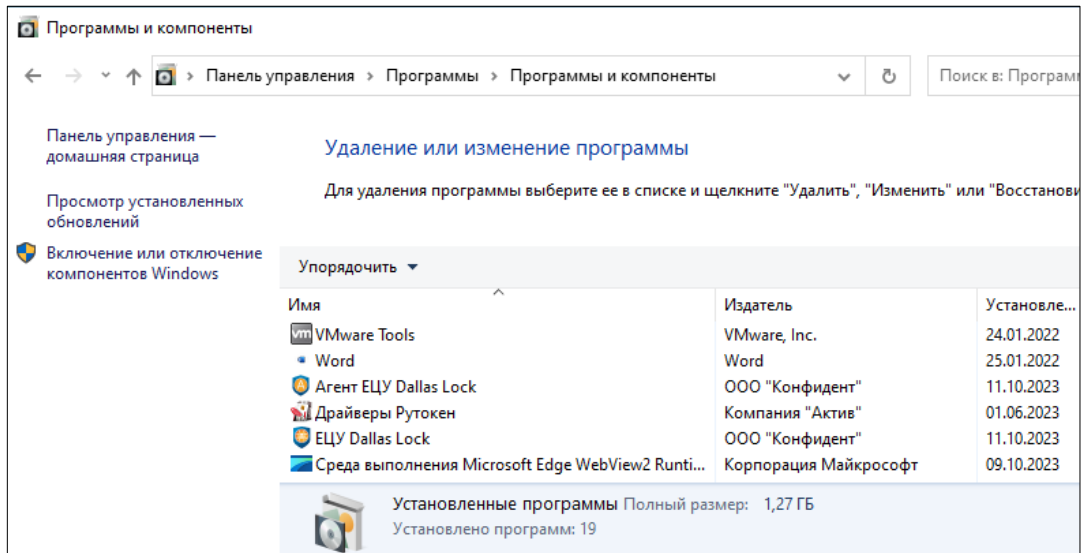 Программы и компоненты
Панель управления › Программы › Программы и компоненты
Поиск в: Програм
Панель управления —
домашняя страница
Просмотр установленных
обновлений
Включение или отключение
компонентов Windows
Удаление или изменение программы
Для удаления программы выберите ее в списке и щелкните "Удалить", "Изменить" или "Восстанови
Упорядочить
Имя Издатель Установле...
vm VMware Tools VMware, Inc. 24.01.2022
Word Word 25.01.2022
Агент ЕЦУ Dallas Lock ООО "Конфидент" 11.10.2023
Драйверы Рутокен Компания "Актив" 01.06.2023
ЕЦУ Dallas Lock ООО "Конфидент" 11.10.2023
Среда выполнения Microsoft Edge WebView2 Runti... Корпорация Майкрософт 09.10.2023
Установленные программы Полный размер: 1,27 ГБ
Установлено программ: 19